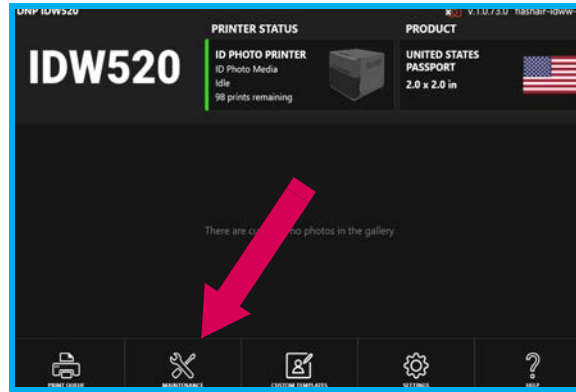 DNP IDW520
v.1.0.73.0 flashair-idww-
IDW520
PRINTER STATUS
ID PHOTO PRINTER
ID Photo Media
Idle
98 prints remaining
PRODUCT
UNITED STATES
PASSPORT
2.0 x 2.0 in
There are cu no photos in the gallery
PRINT QUEUE
MAINTENANCE
CUSTOM TEMPLATES
SETTINGS
HELP